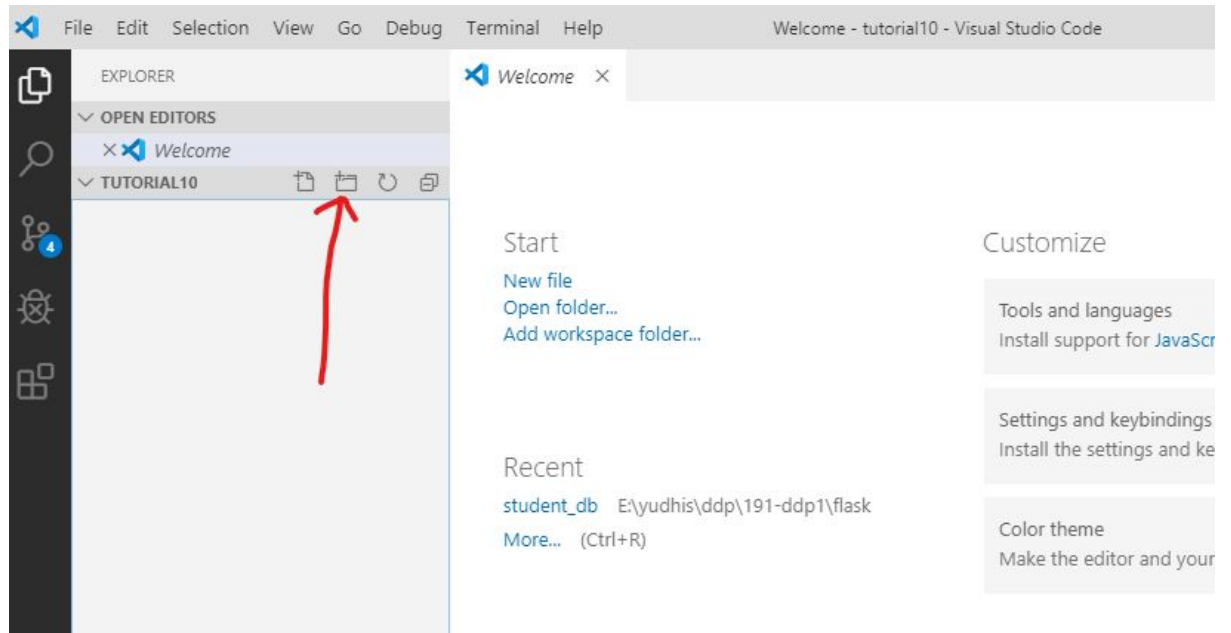 File Edit Selection View Go Debug Terminal Help Welcome - tutorial10 - Visual Studio Code
EXPLORER
Welcome
OPEN EDITORS
Welcome
TUTORIAL10
4
Start
New file
Open folder...
Add workspace folder...
Recent
student_db E:\yudhis\ddp\191-ddp1\flask
More... (Ctrl+R)
Customize
Tools and languages
Install support for JavaScr
Settings and keybindings
Install the settings and ke
Color theme
Make the editor and your